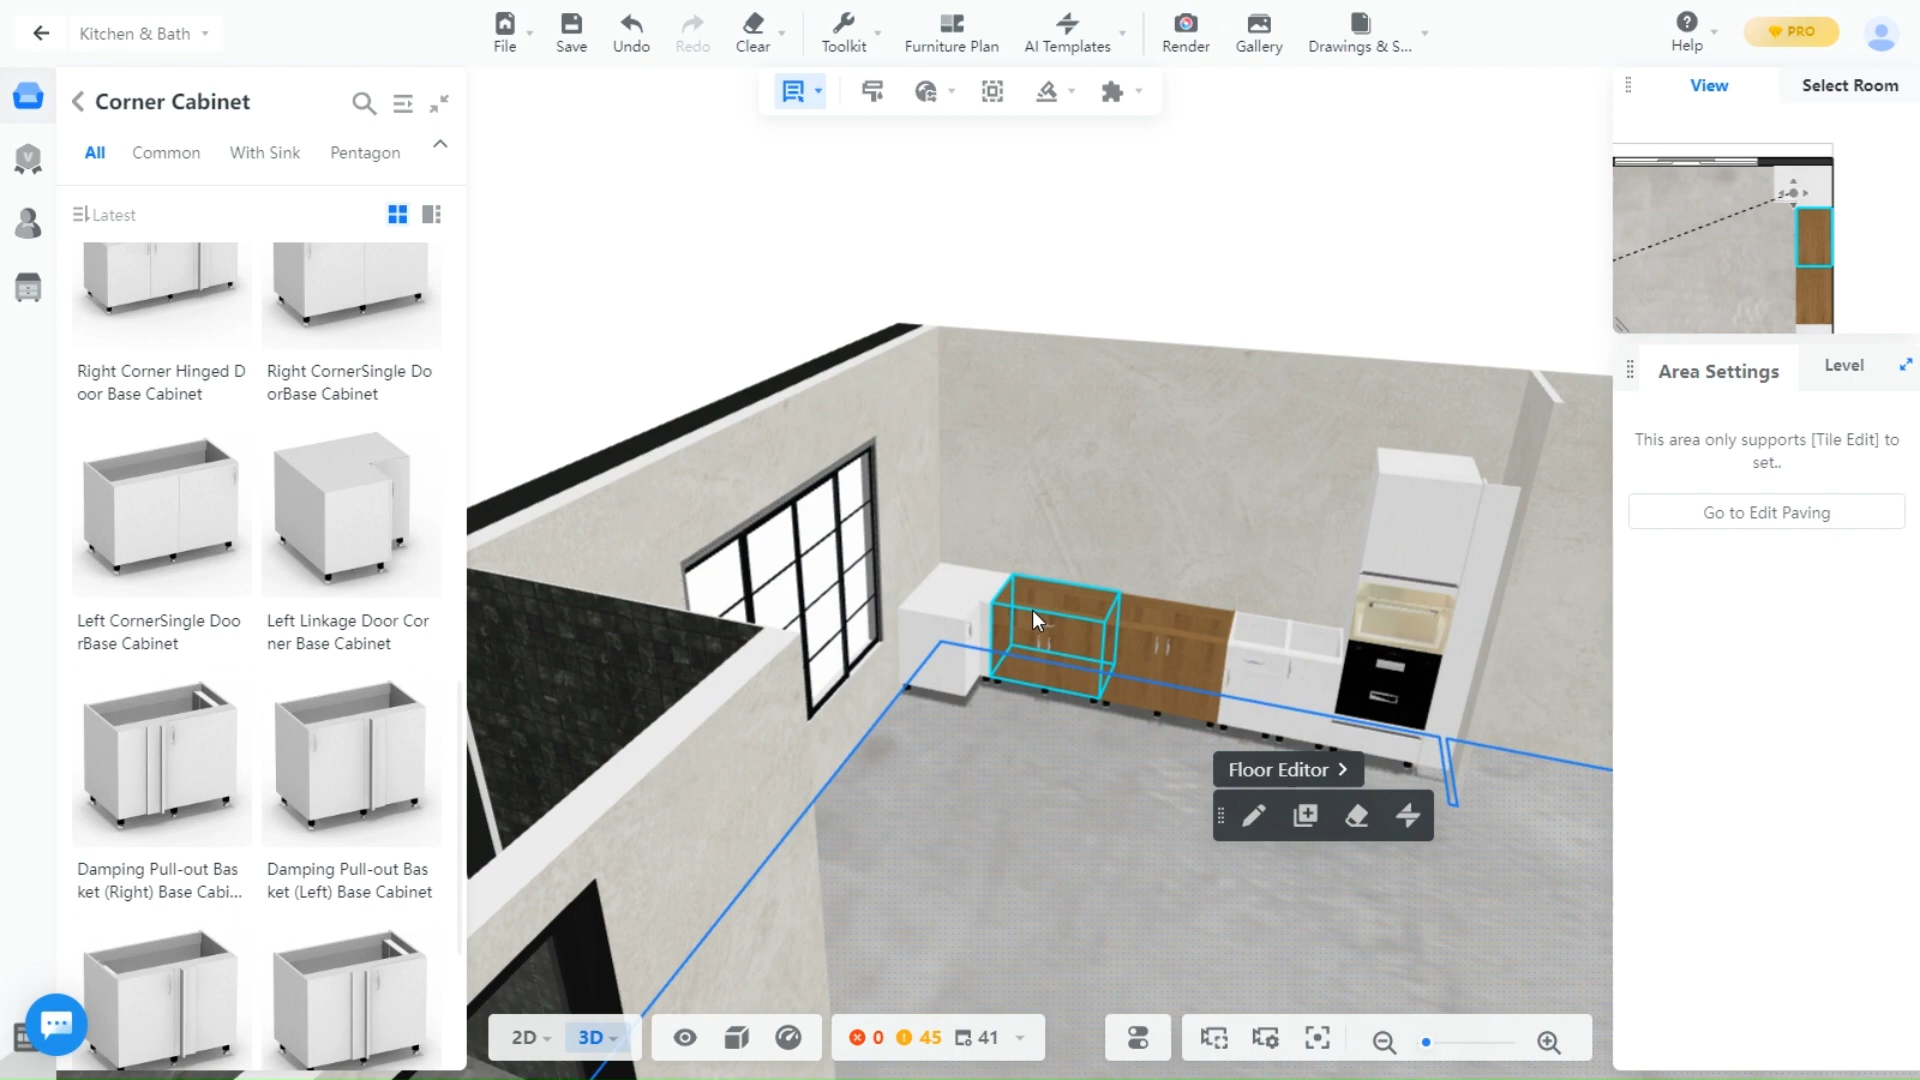 Kitchen & Bath
File
Save
Undo
Redo
Clear
Toolkit
Furniture Plan
AI Templates
Render
Gallery
Drawings & S...
Help
PRO
Corner Cabinet
All
Common
With Sink
Pentagon
Latest
Right Corner Hinged D
oor Base Cabinet
Right CornerSingle Do
orBase Cabinet
Left CornerSingle Doo
rBase Cabinet
Left Linkage Door Cor
ner Base Cabinet
Damping Pull-out Bas
ket (Right) Base Cabi...
Damping Pull-out Bas
ket (Left) Base Cabinet
View
Select Room
Area Settings
Level
This area only supports [Tile Edit] to
set..
Go to Edit Paving
Floor Editor
2D
3D
0
45
41